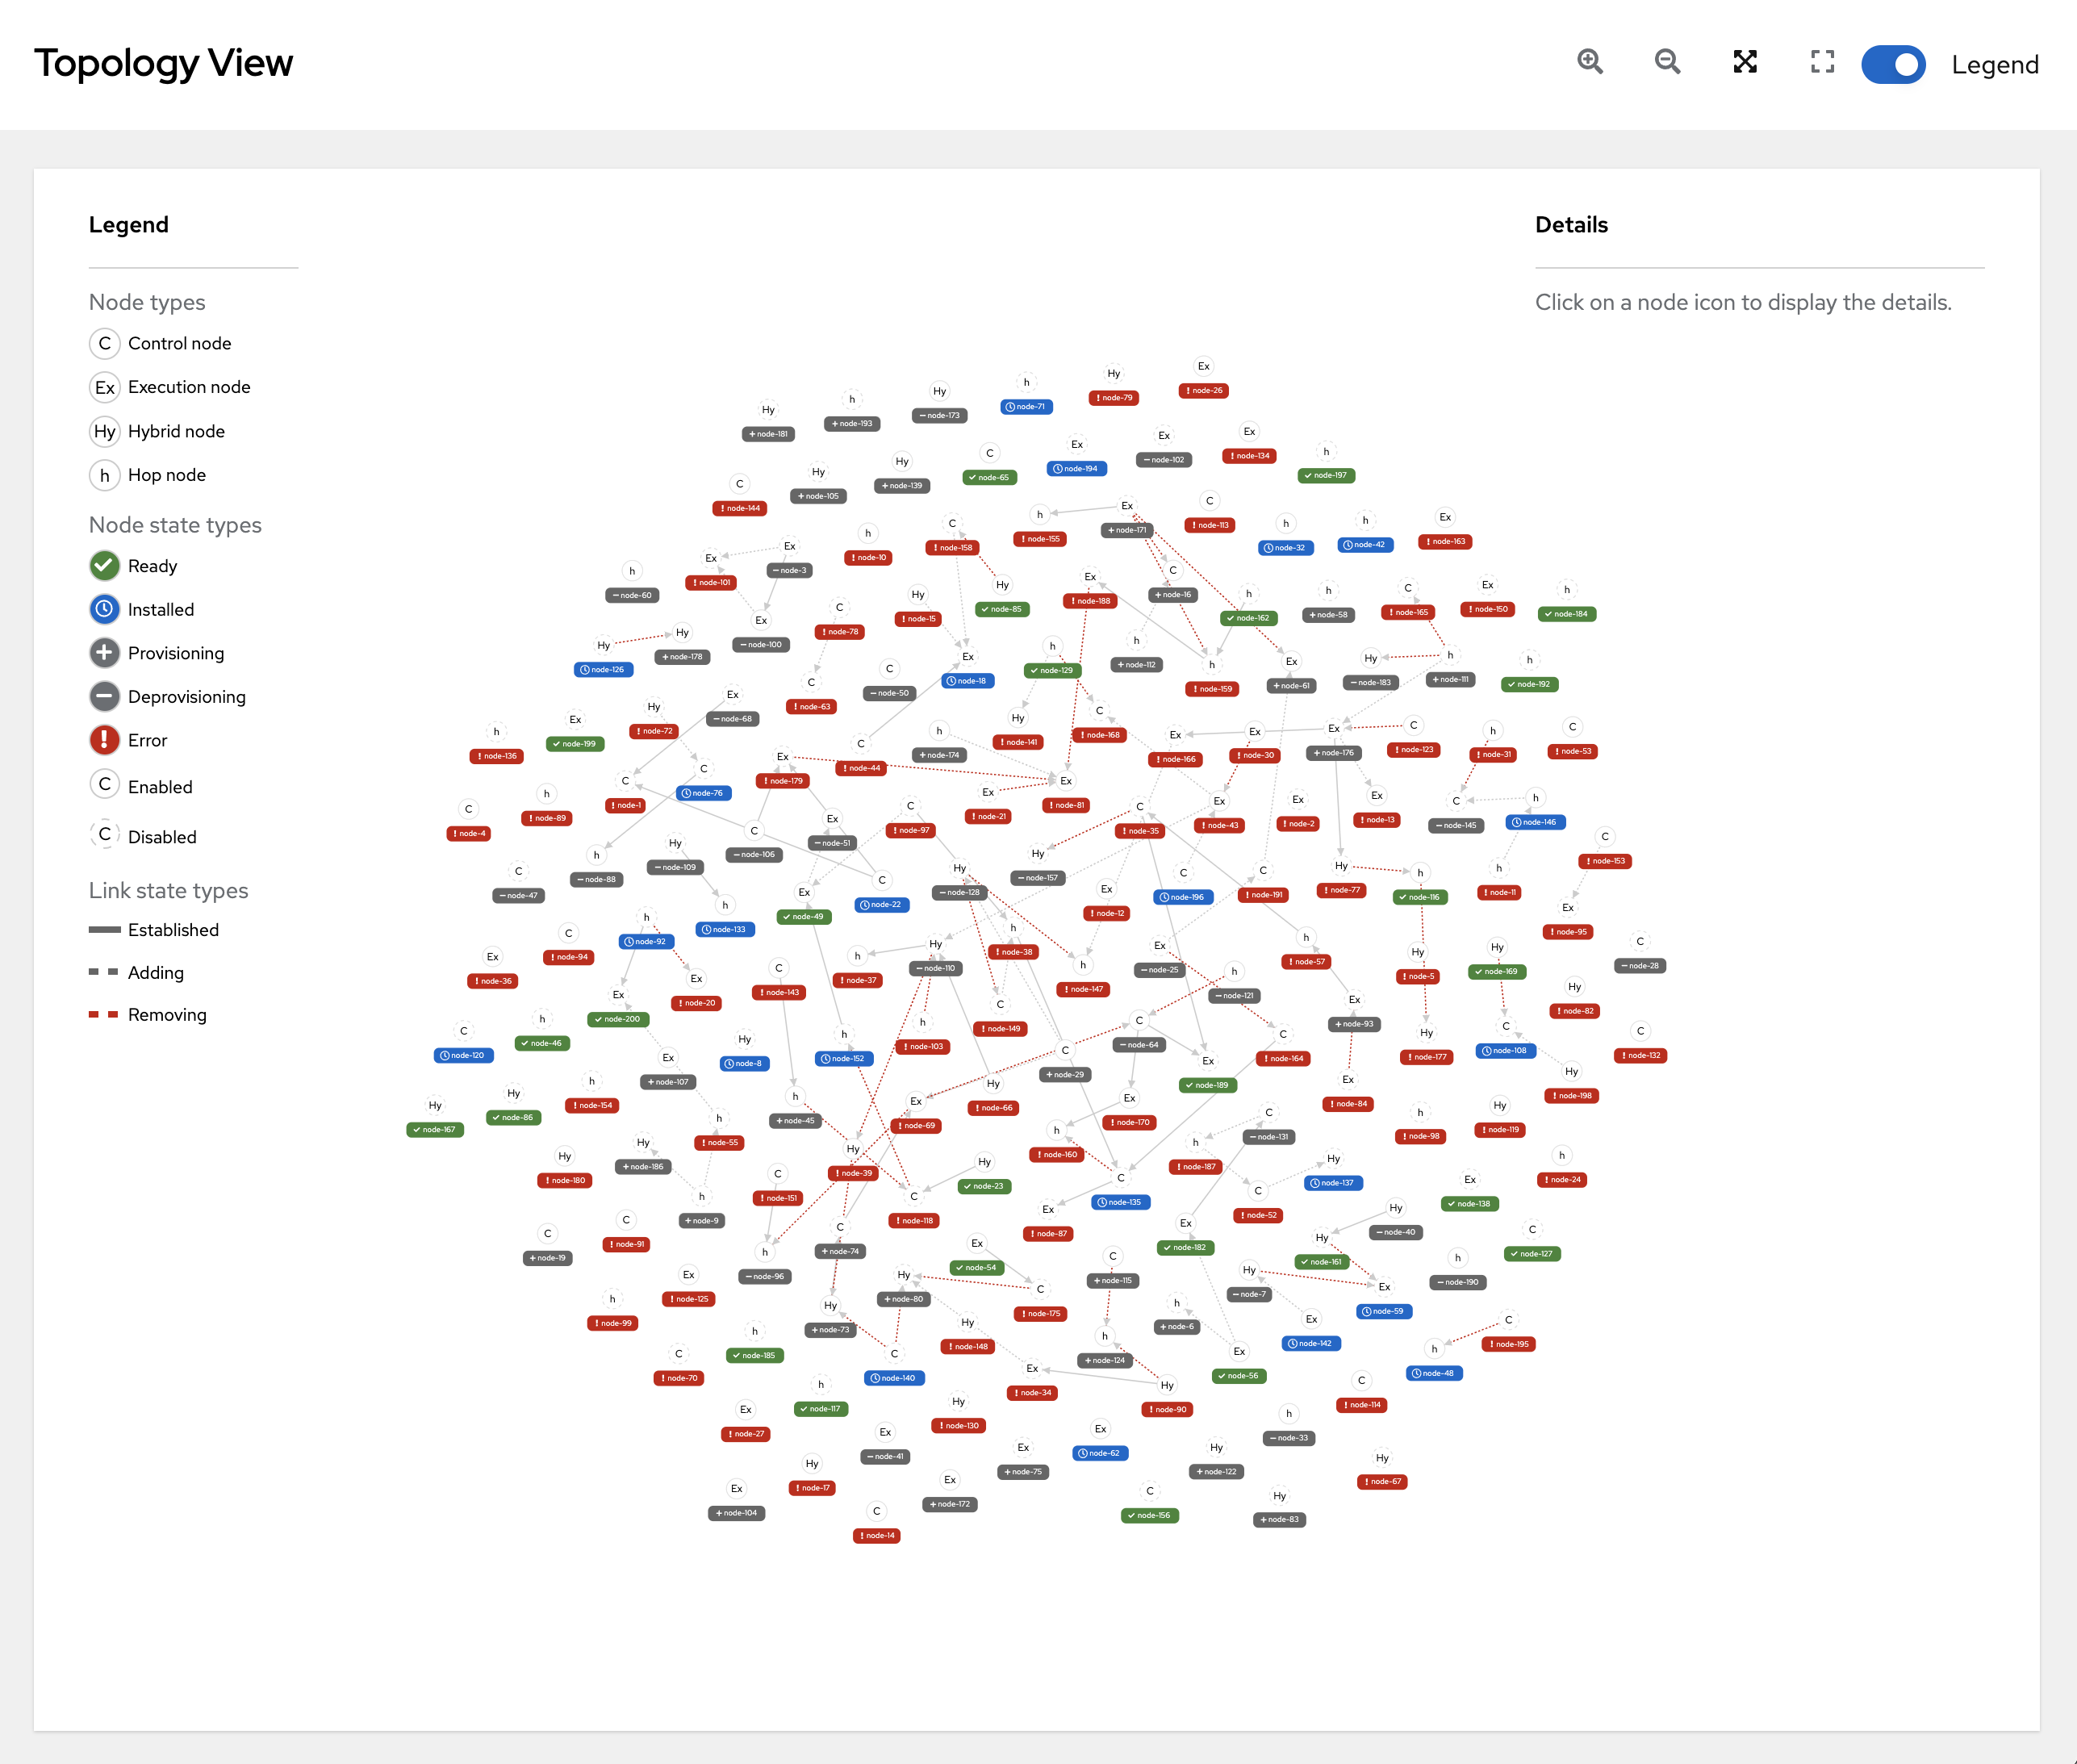 Topology View
Legend
Legend
Node types
C Control node
Ex Execution node
Hy Hybrid node
h Hop node
Node state types
Ready
Installed
Provisioning
Deprovisioning
Error
C Enabled
C Disabled
Link state types
Established
Adding
Removing
Details
Click on a node icon to display the details.
Ex
node-26
Hy
node-79
h
node-71
Hy
node-173
h
node-193
Hy
node-181
Ex
node-134
Ex
node-102
Ex
node-194
h
node-197
C
node-65
Hy
node-139
Hy
node-105
C
node-144
C
node-113
Ex
node-171
h
node-155
Ex
node-163
h
node-42
h
node-32
C
node-158
h
node-10
Ex
node-3
Ex
node-101
h
node-60
C
node-16
Ex
node-188
Hy
node-85
Hy
node-15
h
node-162
h
node-58
C
node-165
Ex
node-150
h
node-184
C
node-78
Ex
node-100
Hy
node-178
Hy
node-126
h
node-112
h
node-129
Ex
node-18
C
node-50
C
node-63
h
node-159
Ex
node-61
Hy
node-183
h
node-111
h
node-192
Ex
node-68
Hy
node-72
Ex
node-199
h
node-136
C
node-168
Hy
node-141
h
node-174
C
node-44
Ex
node-166
Ex
node-30
Ex
node-176
C
node-123
h
node-31
C
node-53
Ex
node-179
C
node-76
C
node-1
h
node-89
C
node-4
Ex
node-81
Ex
node-21
C
node-97
Ex
node-51
C
node-106
C
node-35
Ex
node-43
Ex
node-2
Ex
node-13
C
node-145
h
node-146
C
node-153
Hy
node-109
h
node-88
C
node-47
Hy
node-157
Hy
node-128
C
node-22
Ex
node-49
h
node-133
Ex
node-12
C
node-196
C
node-191
Hy
node-77
h
node-116
h
node-11
Ex
node-95
h
node-92
C
node-94
Ex
node-36
h
node-38
Hy
node-110
h
node-37
C
node-143
Ex
node-20
h
node-147
Ex
node-25
h
node-121
h
node-57
Hy
node-5
Hy
node-169
C
node-28
Ex
node-200
h
node-46
C
node-120
C
node-149
h
node-103
h
node-152
Hy
node-8
Ex
node-107
C
node-29
C
node-64
Ex
node-189
C
node-164
Ex
node-93
Hy
node-177
C
node-108
Hy
node-82
C
node-132
h
node-154
Hy
node-86
Hy
node-167
Hy
node-66
Ex
node-69
h
node-45
h
node-55
Ex
node-170
h
node-160
C
node-131
Ex
node-84
h
node-98
Hy
node-119
Hy
node-198
Hy
node-186
Hy
node-180
Hy
node-39
C
node-151
h
node-9
Hy
node-23
C
node-118
C
node-135
h
node-187
C
node-52
Hy
node-137
Ex
node-138
h
node-24
C
node-91
C
node-19
C
node-74
h
node-96
Ex
node-87
Ex
node-182
Hy
node-40
Hy
node-161
C
node-127
Ex
node-54
C
node-115
Hy
node-7
Ex
node-59
h
node-190
Ex
node-125
h
node-99
Hy
node-80
Hy
node-73
C
node-175
Hy
node-148
h
node-124
h
node-6
Ex
node-142
C
node-195
h
node-48
h
node-185
C
node-70
C
node-140
Ex
node-34
Hy
node-90
Ex
node-56
C
node-114
h
node-117
Ex
node-27
Hy
node-130
Ex
node-41
Ex
node-62
h
node-33
Ex
node-75
Hy
node-122
Hy
node-67
Hy
node-17
Ex
node-104
Ex
node-172
C
node-14
C
node-156
Hy
node-83